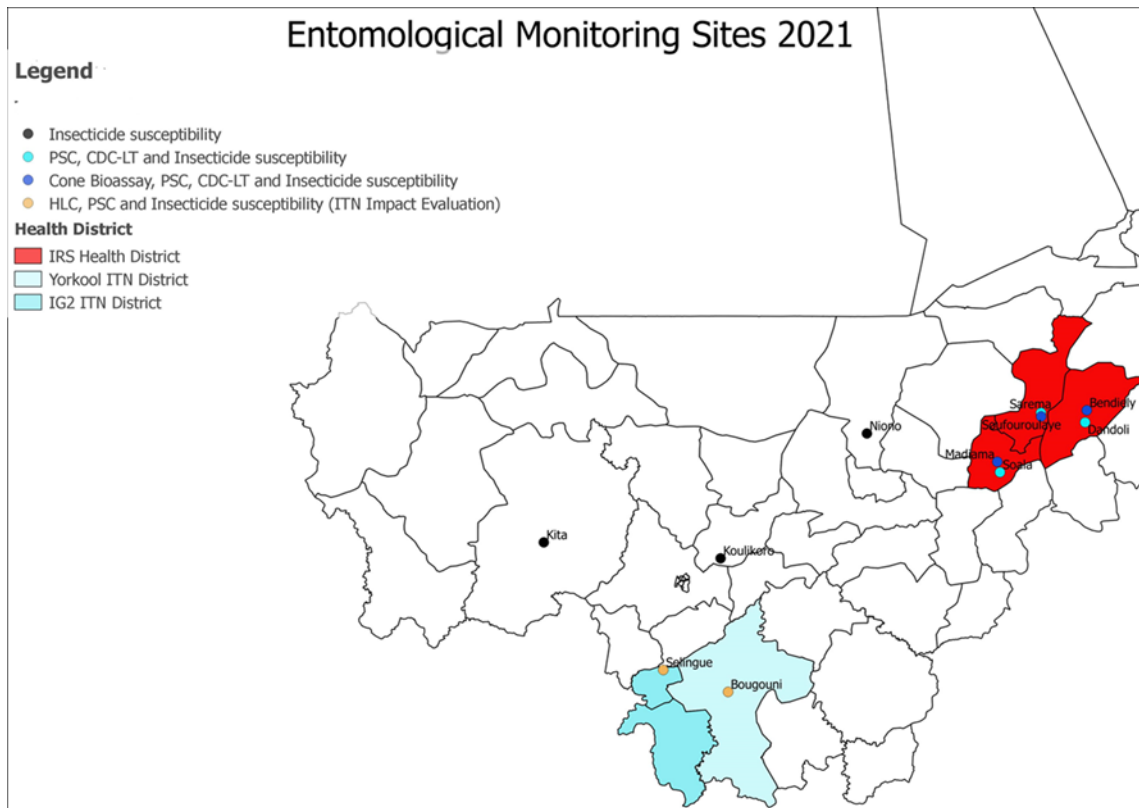 Entomological Monitoring Sites 2021
Legend
Insecticide susceptibility
PSC, CDC-LT and Insecticide susceptibility
Cone Bioassay, PSC, CDC-LT and Insecticide susceptibility
HLC, PSC and Insecticide susceptibility (ITN Impact Evaluation)
Health District
IRS Health District
Yorkool ITN District
IG2 ITN District
Sarema
Bendiely
Soufouroulaye
Dandoli
Niono
Madiama
Soala
Kita
Koulikoro
Selingue
Bougouni